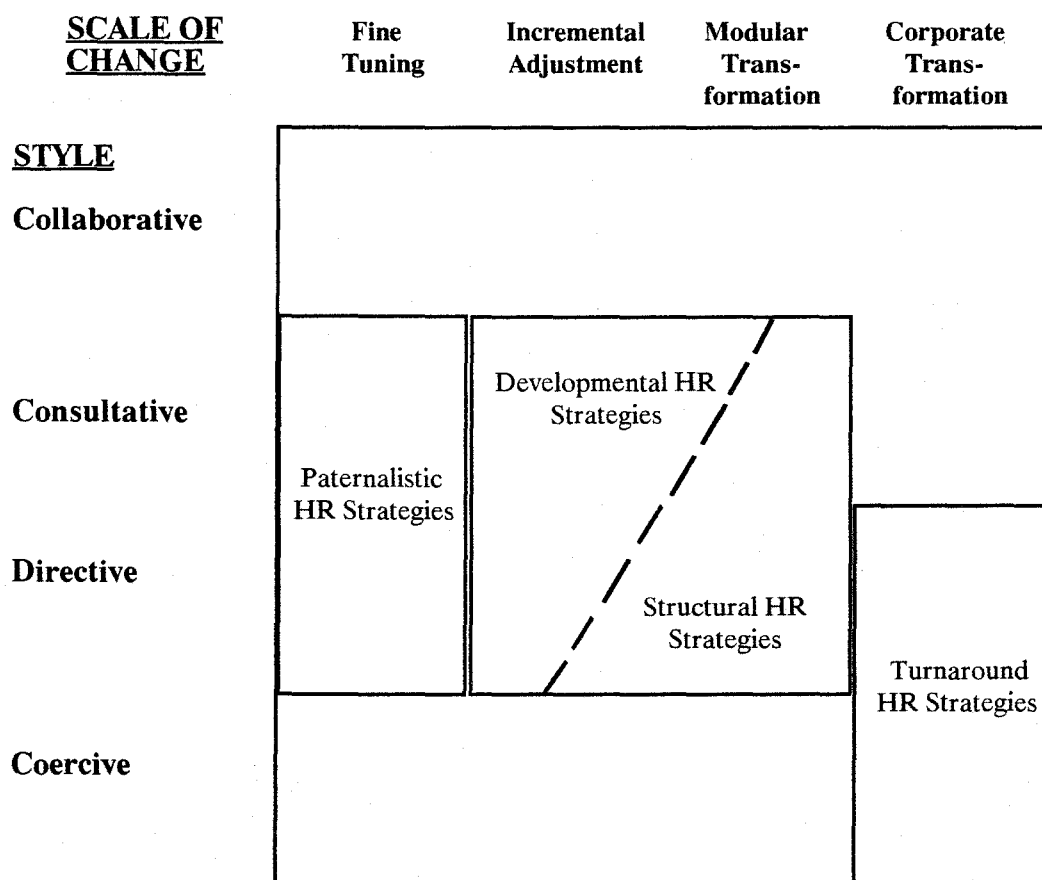 SCALE OF
CHANGE
Fine
Tuning
Incremental
Adjustment
Modular
Trans-
formation
Corporate
Trans-
formation
STYLE
Collaborative
Consultative
Directive
Coercive
Paternalistic
HR Strategies
Developmental HR
Strategies
Structural HR
Strategies
Turnaround
HR Strategies